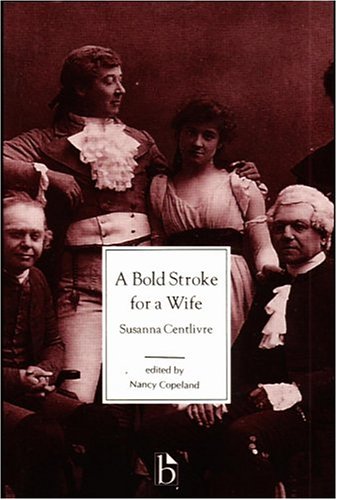 A Bold Stroke
for a Wife
Susanna Centlivre
edited by
Nancy Copeland
b